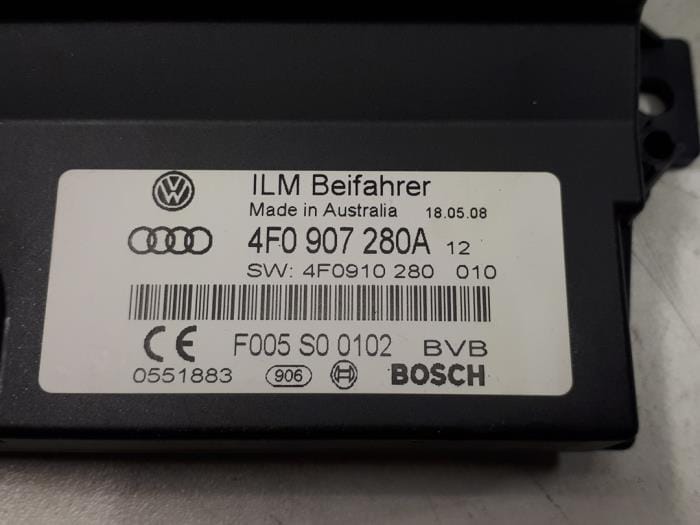 ILM Beifahrer
Made in Australia 18.05.08
4F0 907 280A 12
SW: 4F0910 280 010
CE F005 S0 0102 BVB
0551883 906 BOSCH